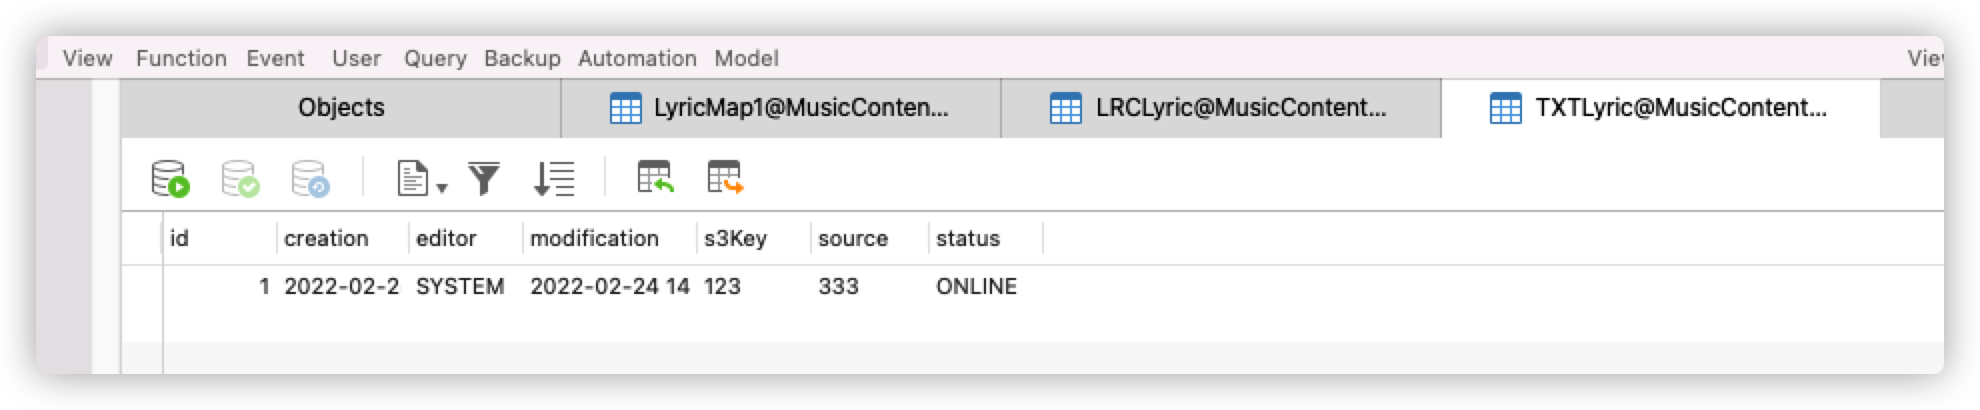 View Function Event User Query Backup Automation Model Vie
Objects LyricMap1@MusicConten... LRCLyric@MusicContent... TXTLyric@MusicContent...
id creation editor modification s3Key source status
1 2022-02-2 SYSTEM 2022-02-24 14 123 333 ONLINE